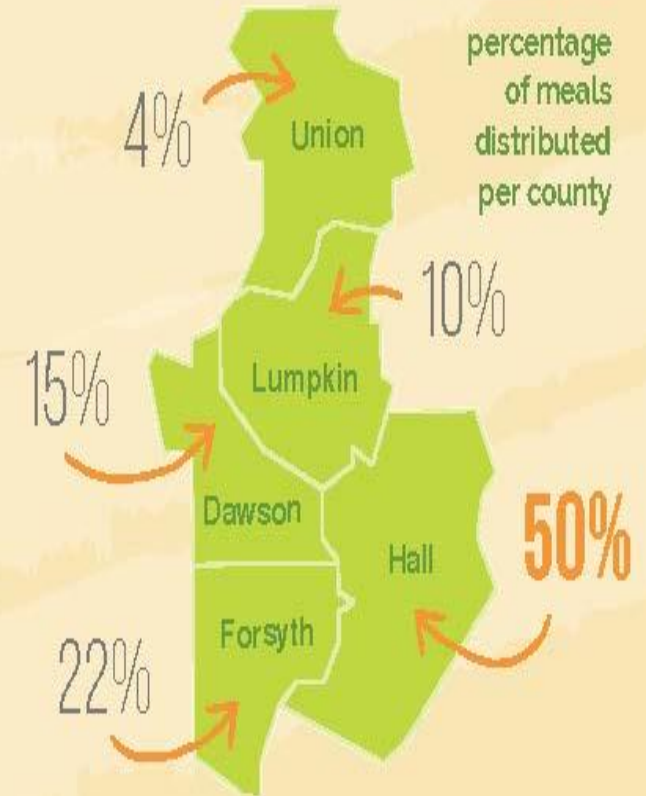 percentage
of meals
distributed
per county
4%
Union
10%
15%
Lumpkin
Dawson
50%
Hall
Forsyth
22%